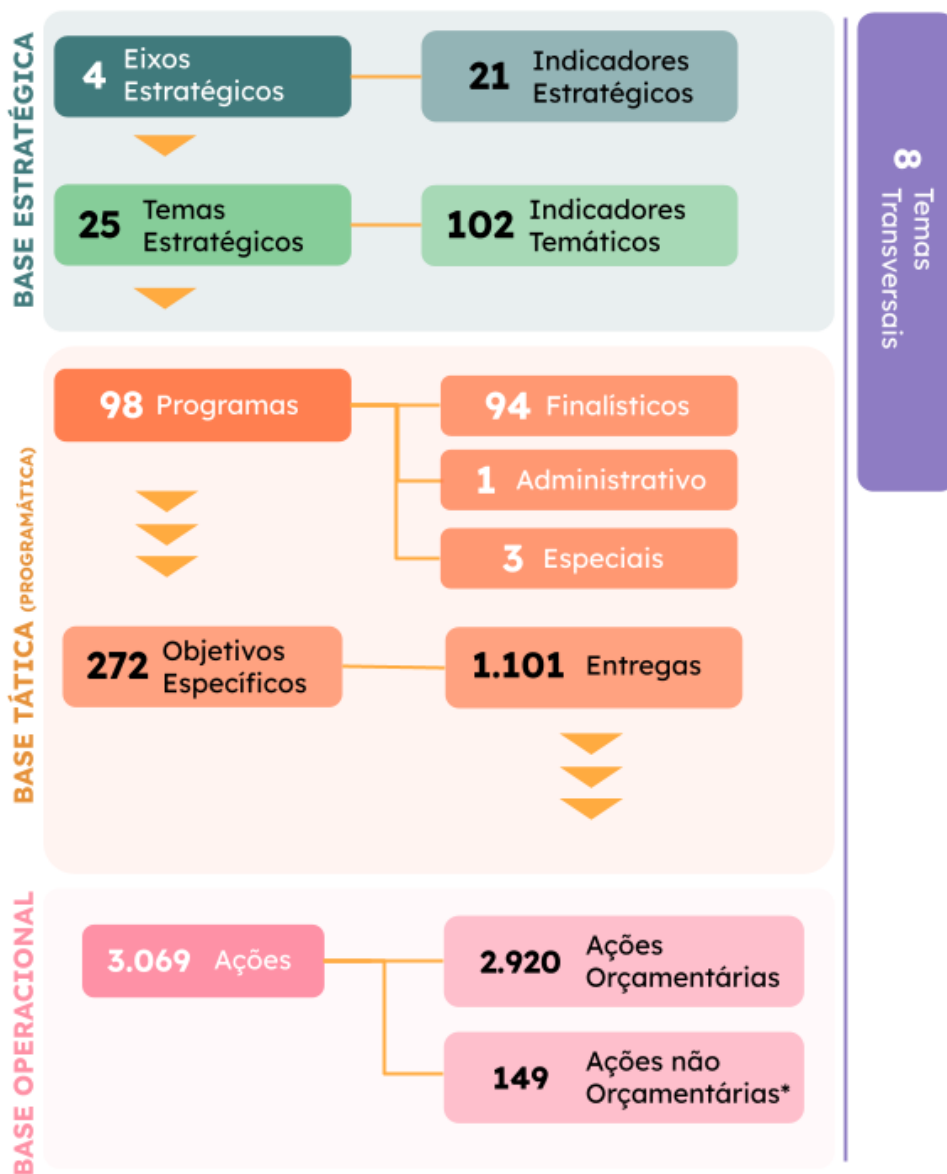 BASE ESTRATÉGICA
4 Eixos
Estratégicos
21 Indicadores
Estratégicos
25 Temas
Estratégicos
102 Indicadores
Temáticos
8 Temas
Transversais
BASE TÁTICA (PROGRAMÁTICA)
98 Programas
94 Finalísticos
1 Administrativo
3 Especiais
272 Objetivos
Específicos
1.101 Entregas
BASE OPERACIONAL
3.069 Ações
2.920 Ações
Orçamentárias
149 Ações não
Orçamentárias*